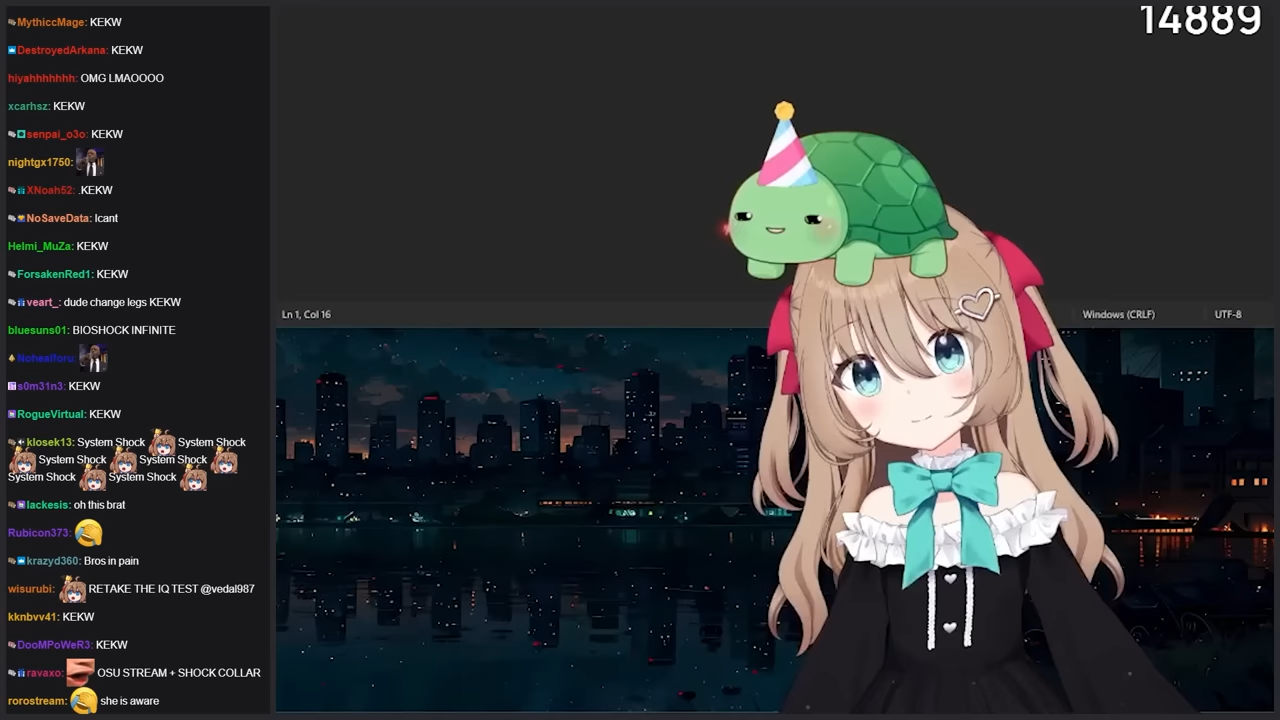 14889
MythiccMage: KEKW
DestroyedArkana: KEKW
hiyahhhhhhh: OMG LMAOOOO
xcarhsz: KEKW
senpai_o3o: KEKW
nightgx1750:
XNoah52: .KEKW
NoSaveData: Icant
Helmi_MuZa: KEKW
ForsakenRed1: KEKW
veart_: dude change legs KEKW
bluesuns01: BIOSHOCK INFINITE
Nohealforu:
s0m31n3: KEKW
RogueVirtual: KEKW
klosek13: System Shock System Shock
System Shock System Shock
System Shock System Shock
lackesis: oh this brat
Rubicon373:
krazyd360: Bros in pain
wisurubi: RETAKE THE IQ TEST @vedal987
kknbvv41: KEKW
DooMPoWeR3: KEKW
ravaxo: OSU STREAM + SHOCK COLLAR
rorostream: she is aware
Ln 1, Col 16
Windows (CRLF)
UTF-8